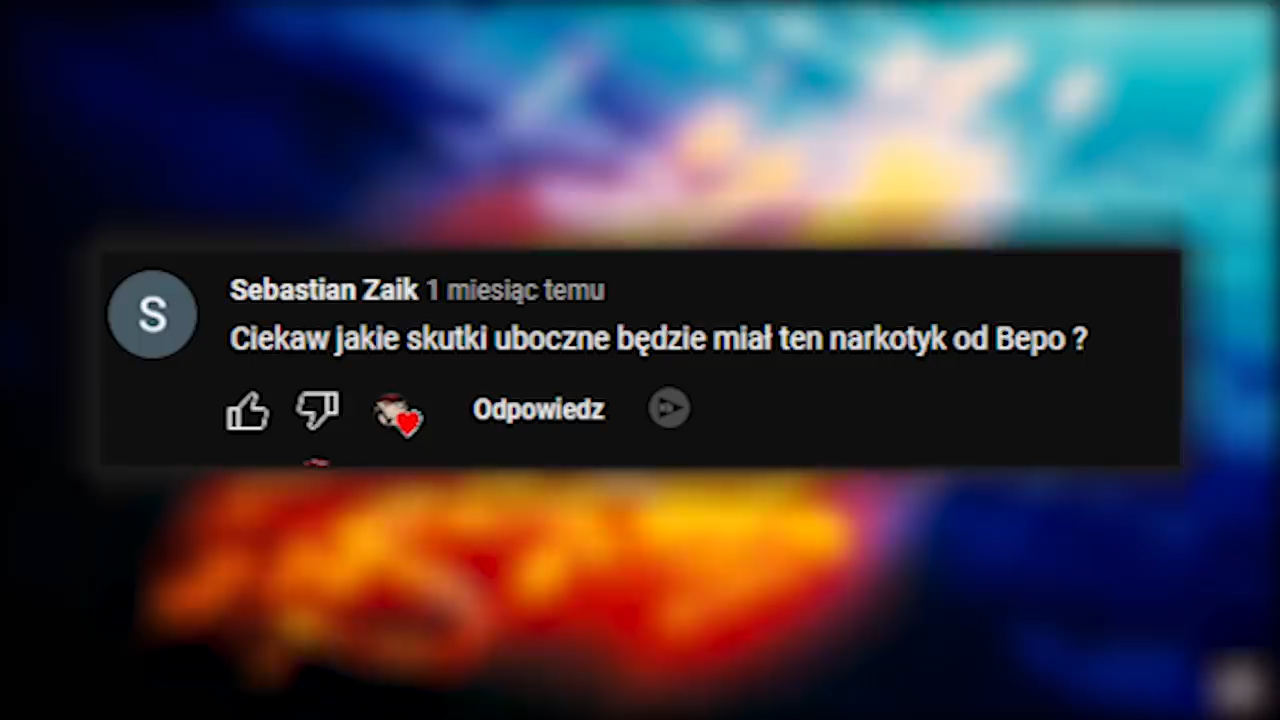 S
Sebastian Zaik 1 miesiąc temu
Ciekaw jakie skutki uboczne będzie miał ten narkotyk od Bepo ?
Odpowiedz